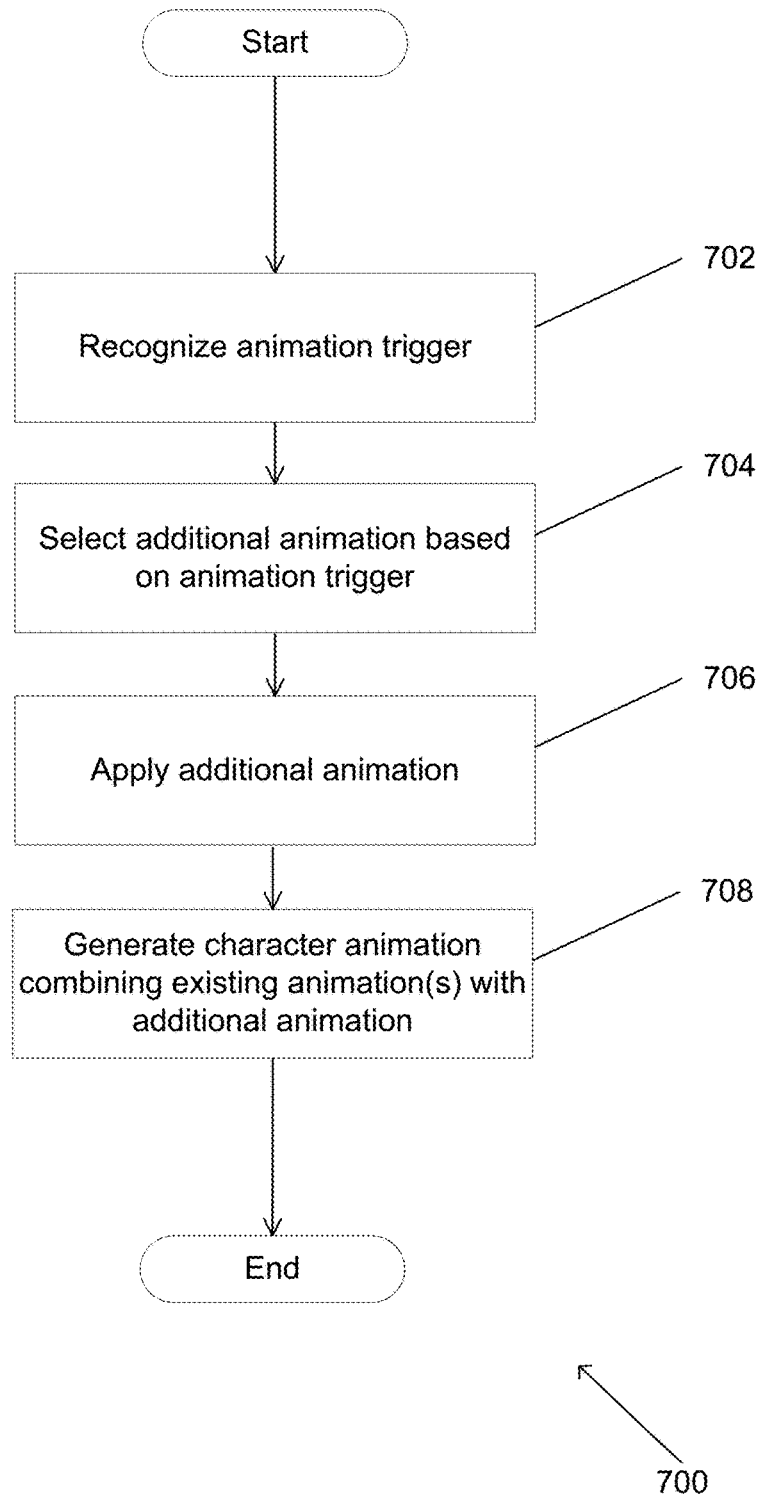 Start
702
Recognize animation trigger
704
Select additional animation based
on animation trigger
706
Apply additional animation
708
Generate character animation
combining existing animation(s) with
additional animation
End
700